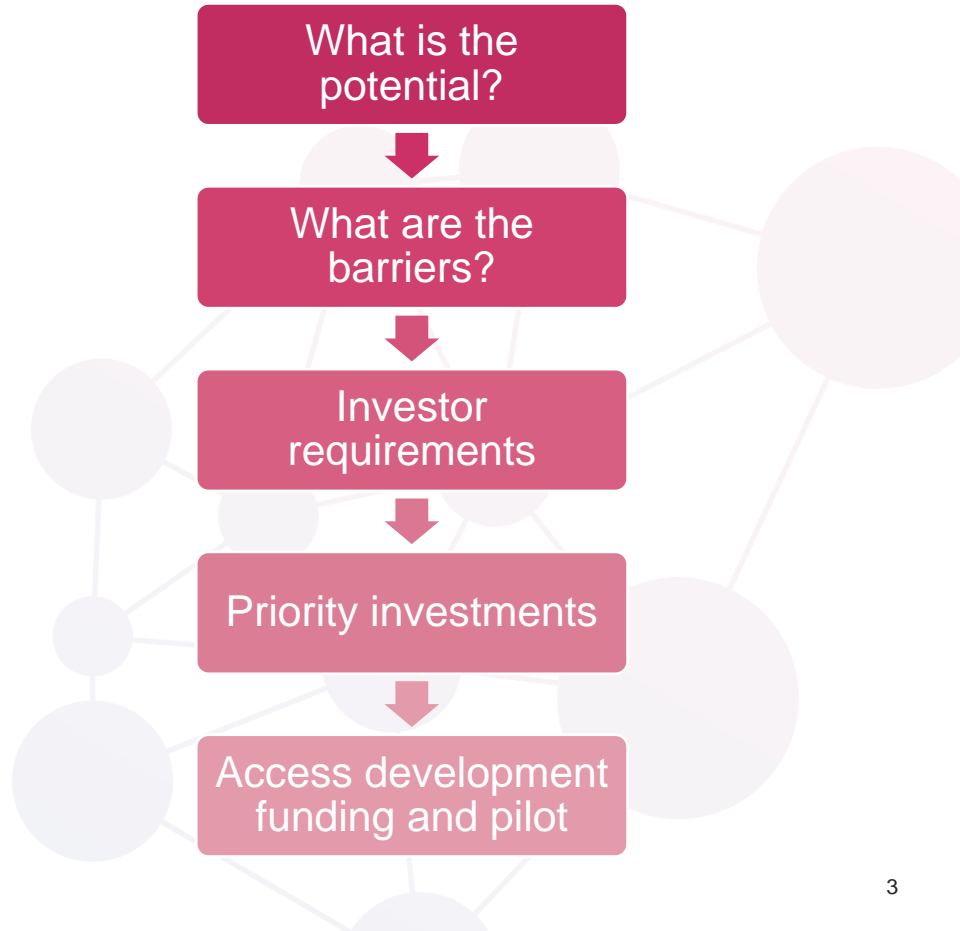 What is the
potential?
What are the
barriers?
Investor
requirements
Priority investments
Access development
funding and pilot
3